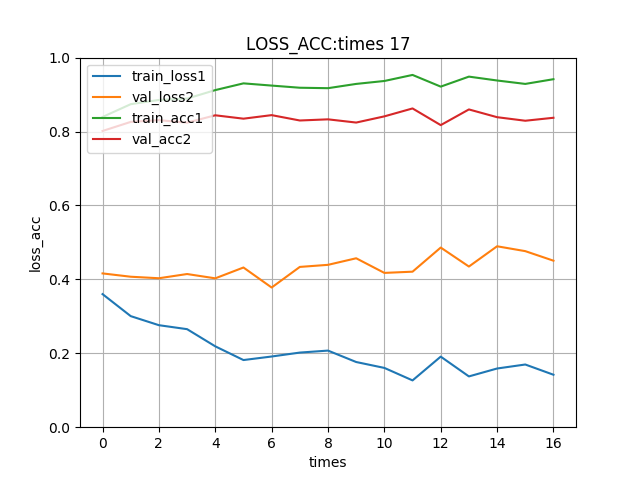 LOSS_ACC:times 17
train_loss1
val_loss2
train_acc1
val_acc2
loss_acc
1.0
0.8
0.6
0.4
0.2
0.0
0 2 4 6 8 10 12 14 16
times